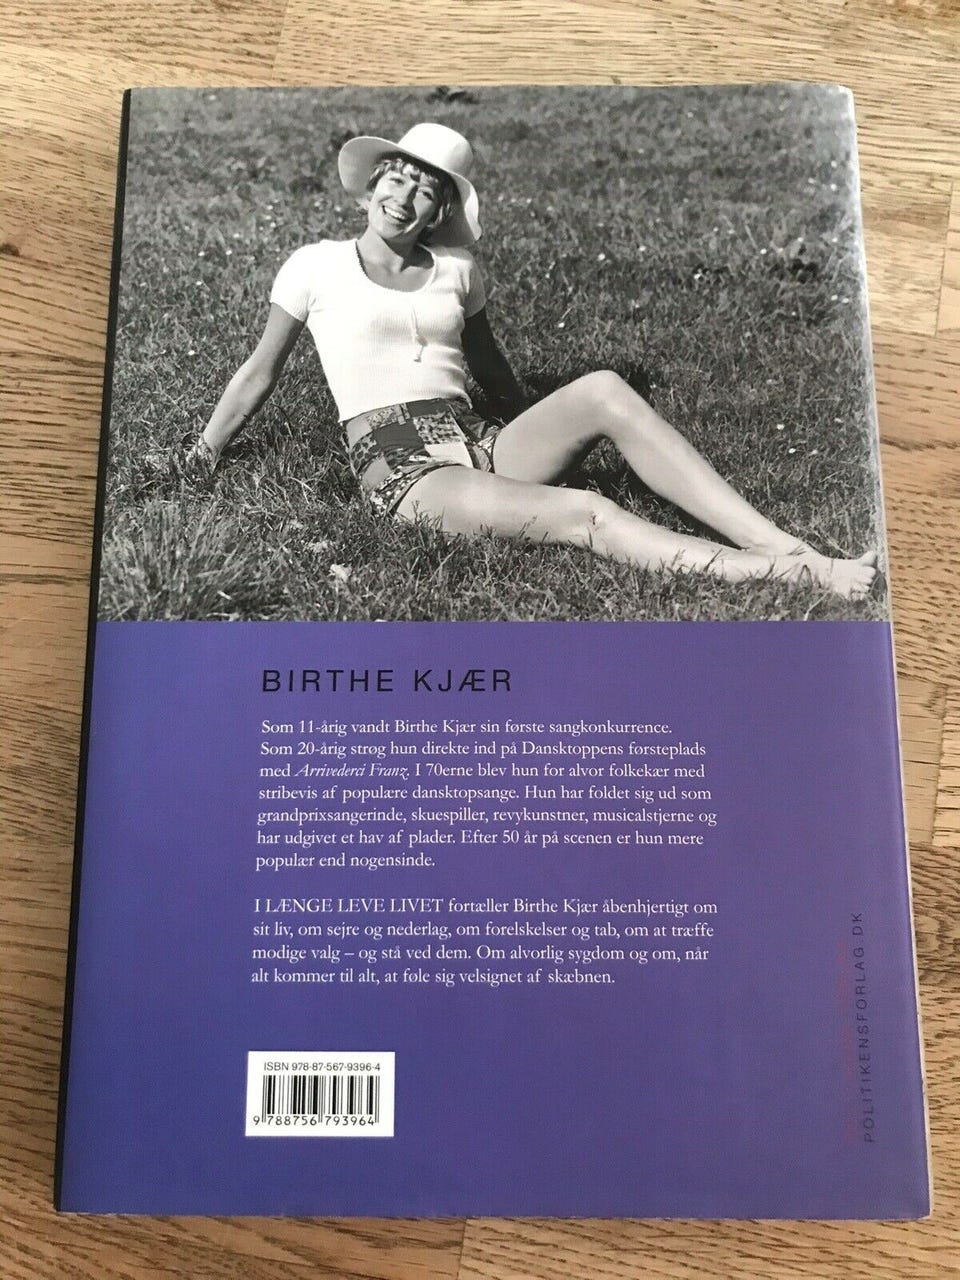 BIRTHE KJÆR
Som 11-årig vandt Birthe Kjær sin første sangkonkurrence.
Som 20-årig strøg hun direkte ind på Dansktoppens førsteplads
med Arrivederci Franz. I 70erne blev hun for alvor folkekær med
stribevis af populære dansktopsange. Hun har foldet sig ud som
grandprixsangerinde, skuespiller, revykunstner, musicalstjerne og
har udgivet et hav af plader. Efter 50 år på scenen er hun mere
populær end nogensinde.
I LÆNGE LEVE LIVET fortæller Birthe Kjær åbenhjertigt om
sit liv, om sejre og nederlag, om forelskelser og tab, om at træffe
modige valg – og stå ved dem. Om alvorlig sygdom og om, når
alt kommer til alt, at føle sig velsignet af skæbnen.
ISBN 978-87-567-9396-4
9 788756 793964
POLITIKENSFORLAG.DK